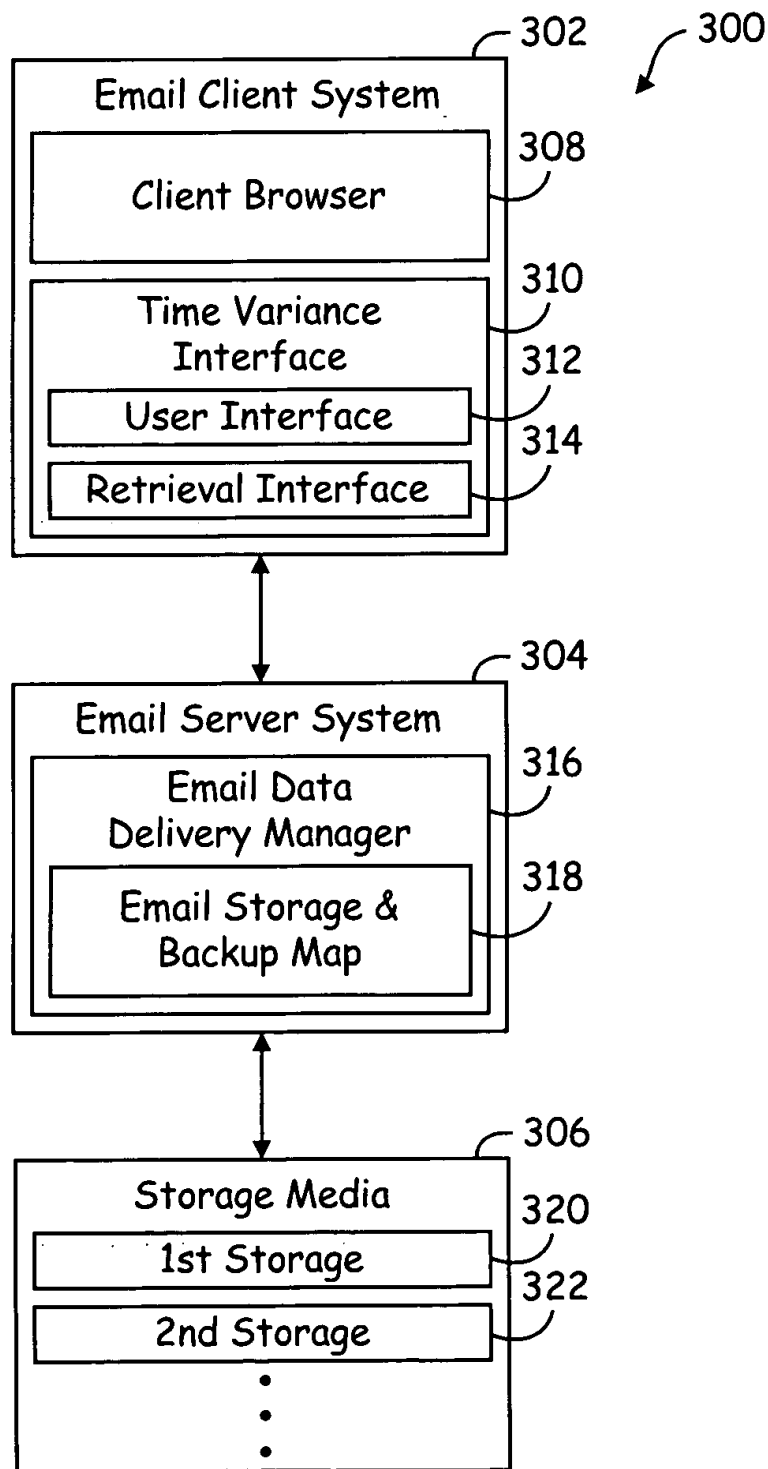 302
300
Email Client System
308
Client Browser
310
Time Variance
Interface
312
User Interface
314
Retrieval Interface
304
Email Server System
316
Email Data
Delivery Manager
318
Email Storage &
Backup Map
306
Storage Media
320
1st Storage
322
2nd Storage